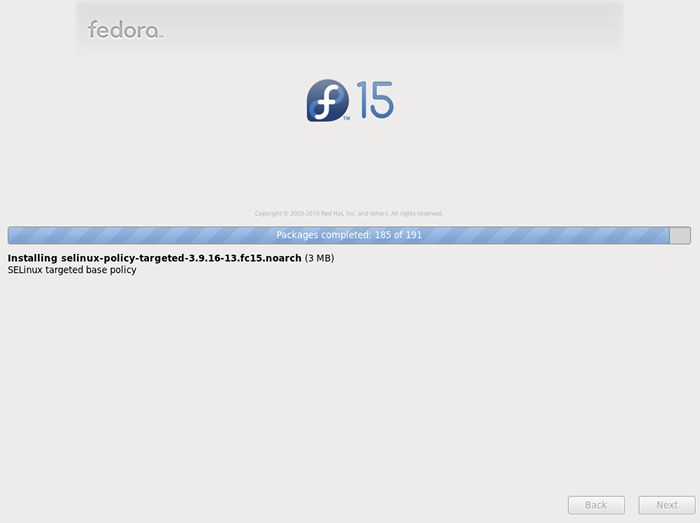 fedora.
15
TM
Copyright © 2003-2010 Red Hat, Inc. and others. All rights reserved.
Packages completed: 185 of 191
Installing selinux-policy-targeted-3.9.16-13.fc15.noarch (3 MB)
SELinux targeted base policy
Back Next